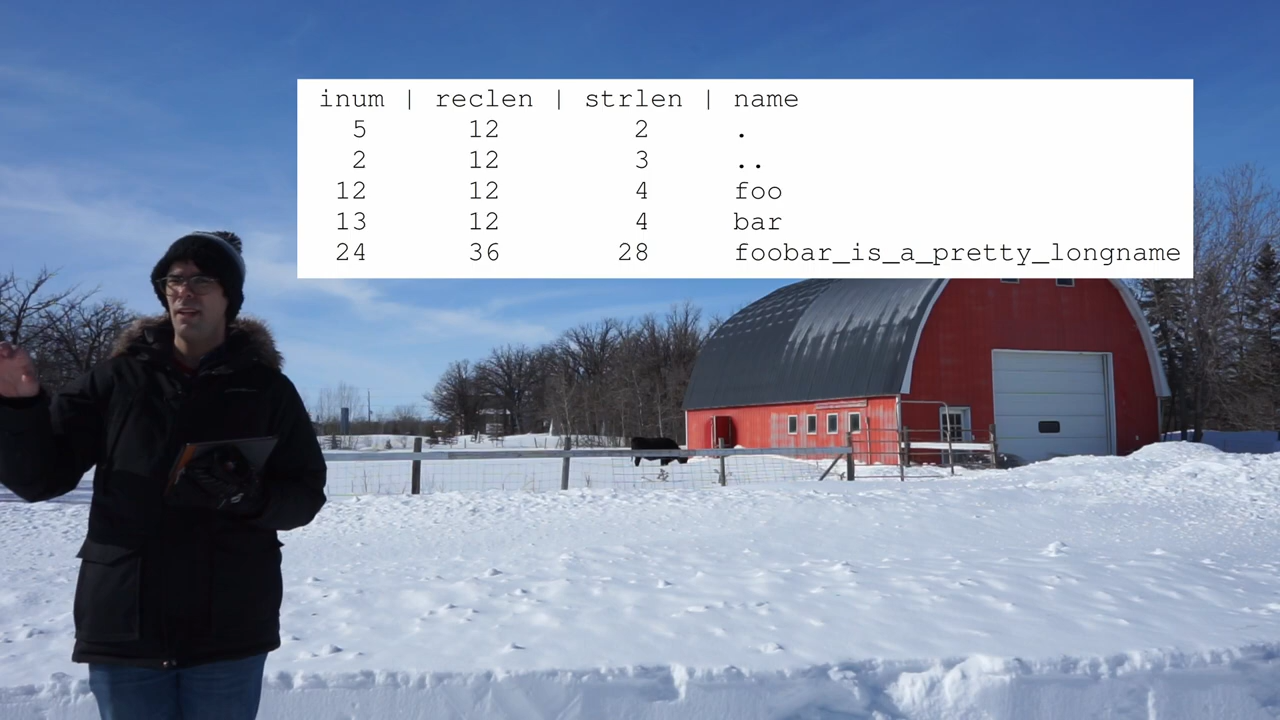 inum | reclen | strlen | name
5 12 2 .
2 12 3 ..
12 12 4 foo
13 12 4 bar
24 36 28 foobar_is_a_pretty_longname